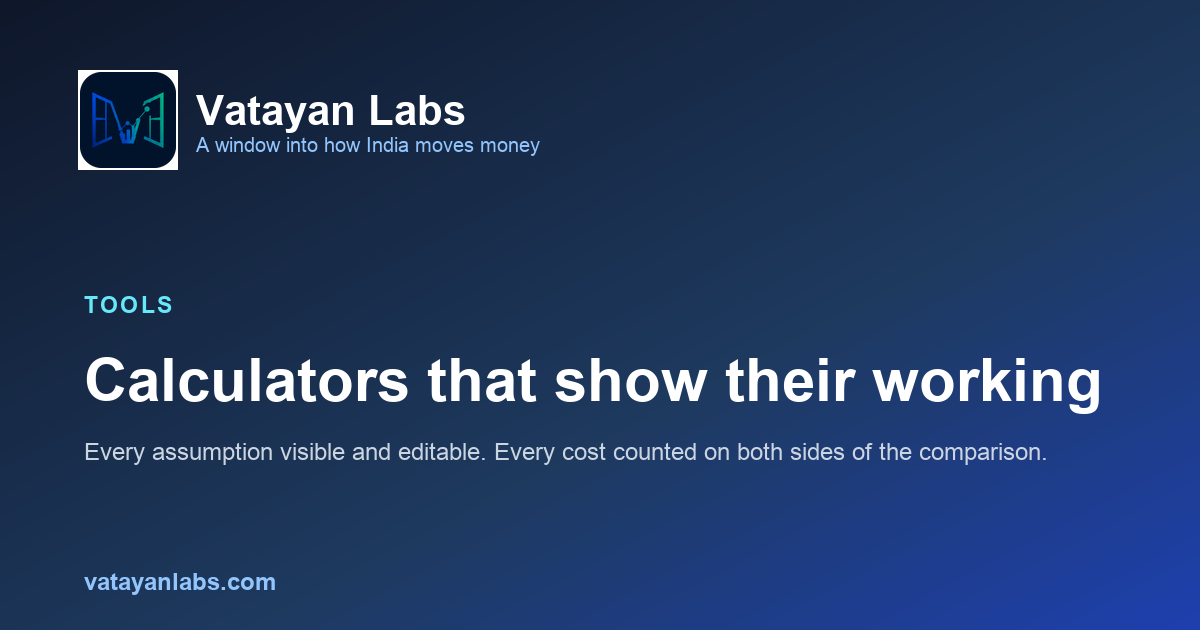 Vatayan Labs
A window into how India moves money
TOOLS
Calculators that show their working
Every assumption visible and editable. Every cost counted on both sides of the comparison.
vatayanlabs.com